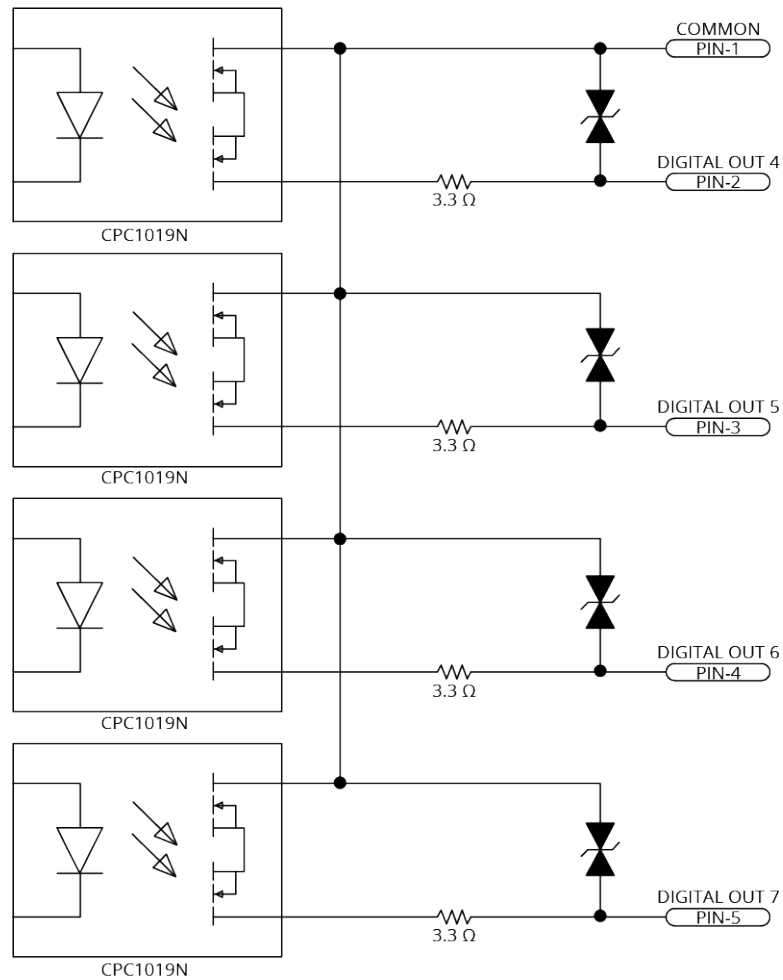 COMMON
PIN-1
DIGITAL OUT 4
PIN-2
3.3 Ω
CPC1019N
DIGITAL OUT 5
PIN-3
3.3 Ω
CPC1019N
DIGITAL OUT 6
PIN-4
3.3 Ω
CPC1019N
DIGITAL OUT 7
PIN-5
3.3 Ω
CPC1019N